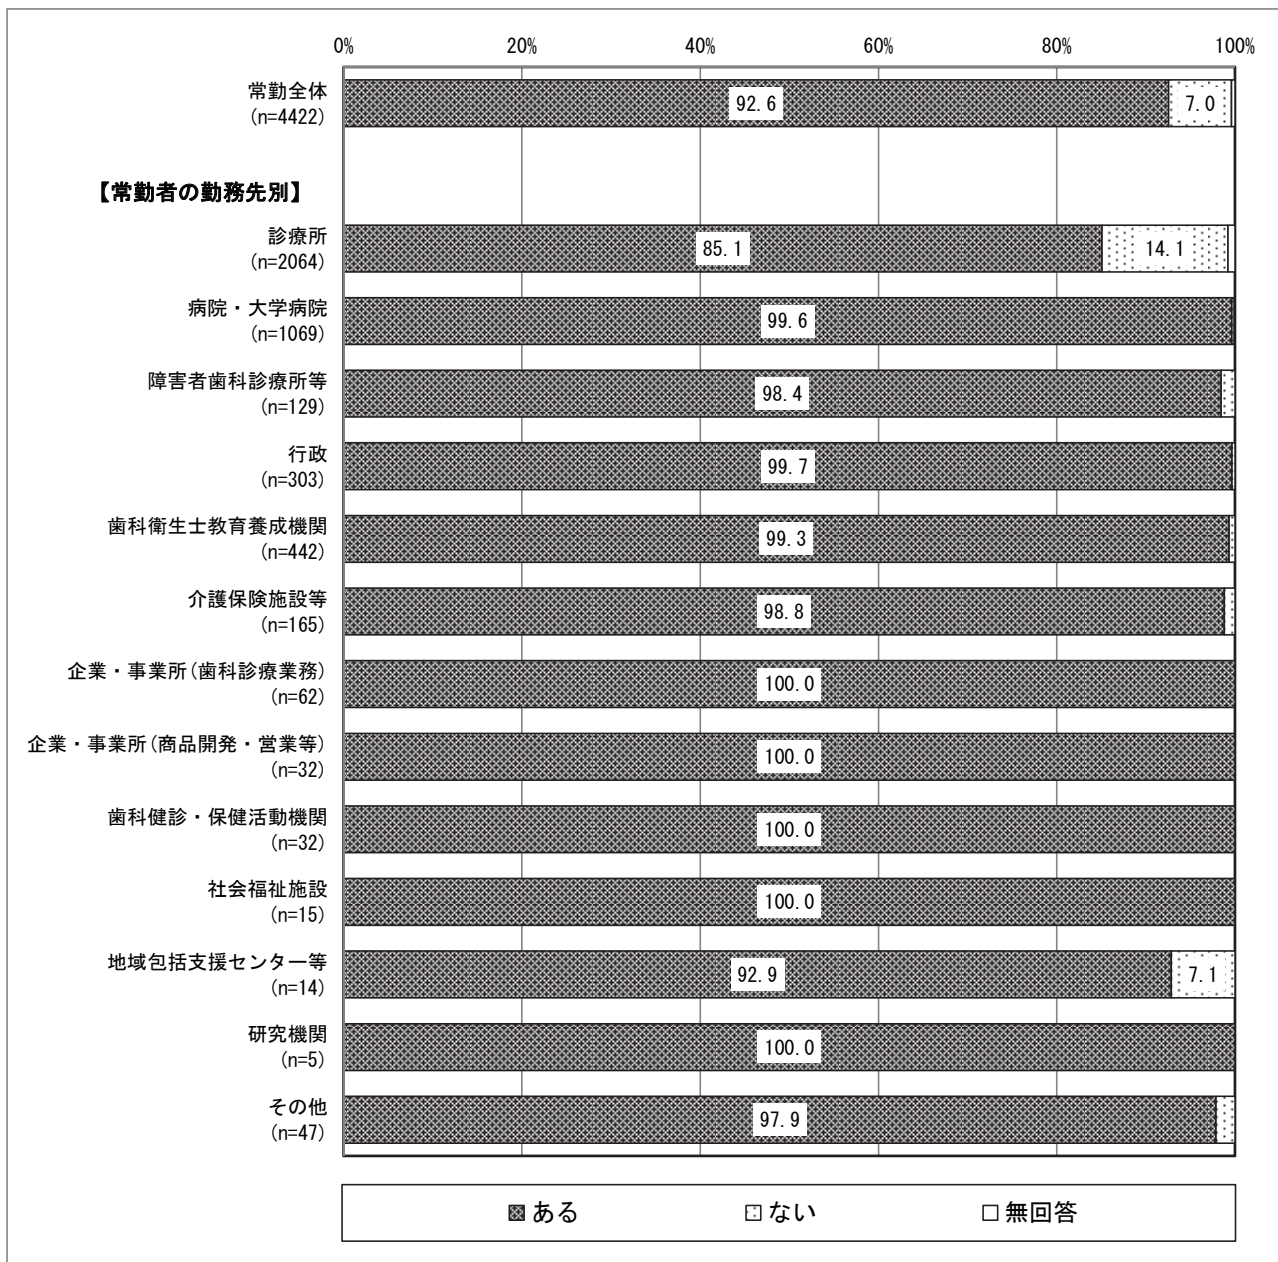 0% 20% 40% 60% 80% 100%
常勤全体
(n=4422)
92.6 7.0
【常勤者の勤務先別】
診療所
(n=2064)
85.1 14.1
病院・大学病院
(n=1069)
99.6
障害者歯科診療所等
(n=129)
98.4
行政
(n=303)
99.7
歯科衛生士教育養成機関
(n=442)
99.3
介護保険施設等
(n=165)
98.8
企業・事業所(歯科診療業務)
(n=62)
100.0
企業・事業所(商品開発・営業等)
(n=32)
100.0
歯科健診・保健活動機関
(n=32)
100.0
社会福祉施設
(n=15)
100.0
地域包括支援センター等
(n=14)
92.9 7.1
研究機関
(n=5)
100.0
その他
(n=47)
97.9
ある ない 無回答